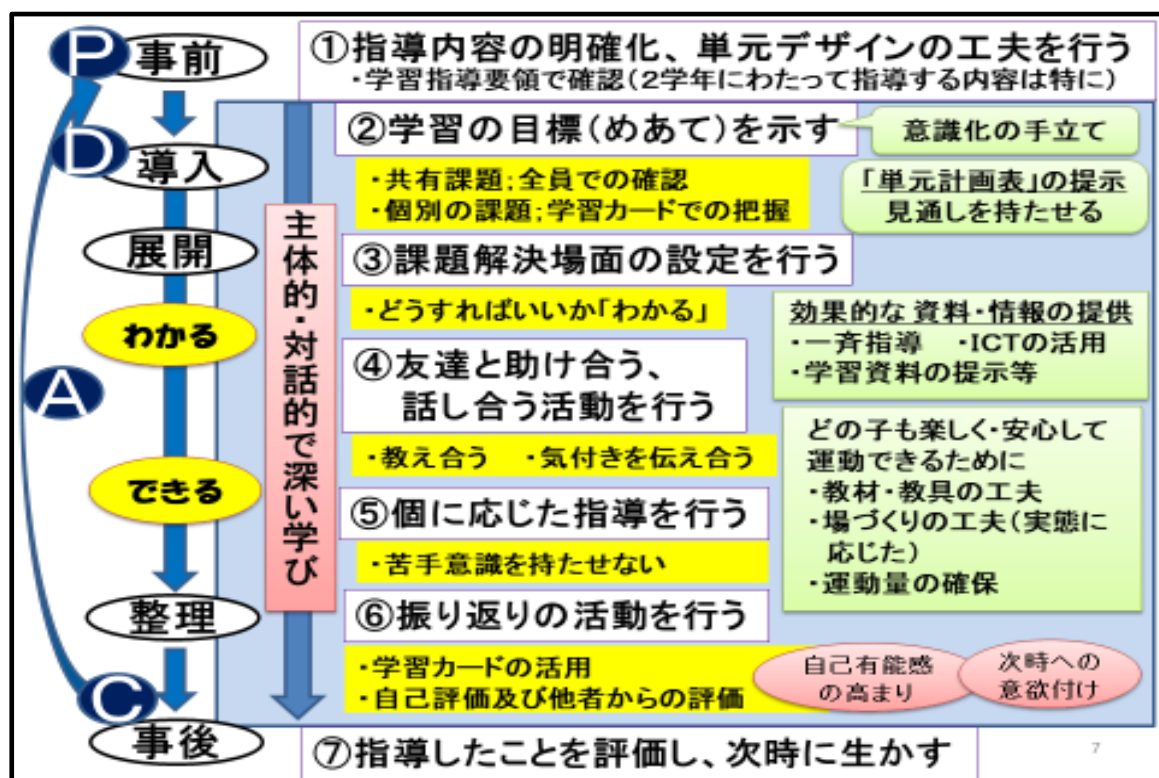 P
事前
①指導内容の明確化、単元デザインの工夫を行う
・学習指導要領で確認(2学年にわたって指導する内容は特に)
D
導入
②学習の目標(めあて)を示す
意識化の手立て
・共有課題;全員での確認
・個別の課題;学習カードでの把握
「単元計画表」の提示
見通しを持たせる
主体的・対話的で深い学び
展開
③課題解決場面の設定を行う
・どうすればいいか「わかる」
わかる
効果的な資料・情報の提供
・一斉指導 ・ICTの活用
・学習資料の提示等
A
④友達と助け合う、
話し合う活動を行う
・教え合う ・気付きを伝え合う
できる
どの子も楽しく・安心して
運動できるために
・教材・教具の工夫
・場づくりの工夫(実態に
応じた)
・運動量の確保
⑤個に応じた指導を行う
・苦手意識を持たせない
整理
⑥振り返りの活動を行う
・学習カードの活用
・自己評価及び他者からの評価
自己有能感
の高まり
次時への
意欲付け
C
事後
⑦指導したことを評価し、次時に生かす
7